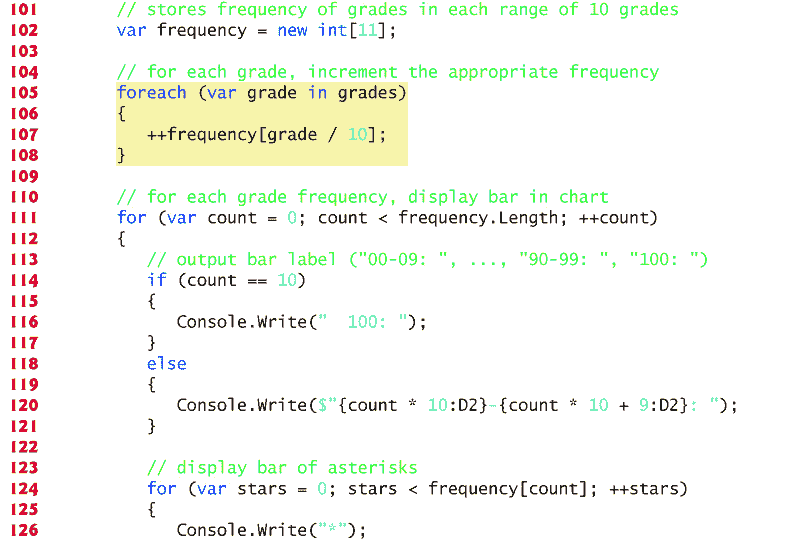 101 // stores frequency of grades in each range of 10 grades
102 var frequency = new int[11];
103
104 // for each grade, increment the appropriate frequency
105 foreach (var grade in grades)
106 {
107 ++frequency[grade / 10];
108 }
109
110 // for each grade frequency, display bar in chart
111 for (var count = 0; count < frequency.Length; ++count)
112 {
113 // output bar label ("00-09: ", ..., "90-99: ", "100: ")
114 if (count == 10)
115 {
116 Console.Write("  100: ");
117 }
118 else
119 {
120 Console.Write($"{count * 10:D2}-{count * 10 + 9:D2}: ");
121 }
122
123 // display bar of asterisks
124 for (var stars = 0; stars < frequency[count]; ++stars)
125 {
126 Console.Write("*");